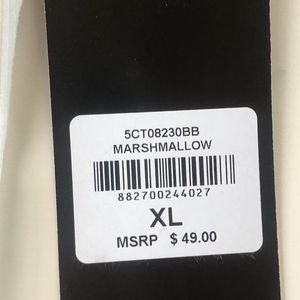 5CT08230BB
MARSHMALLOW
882700244027
XL
MSRP $ 49.00